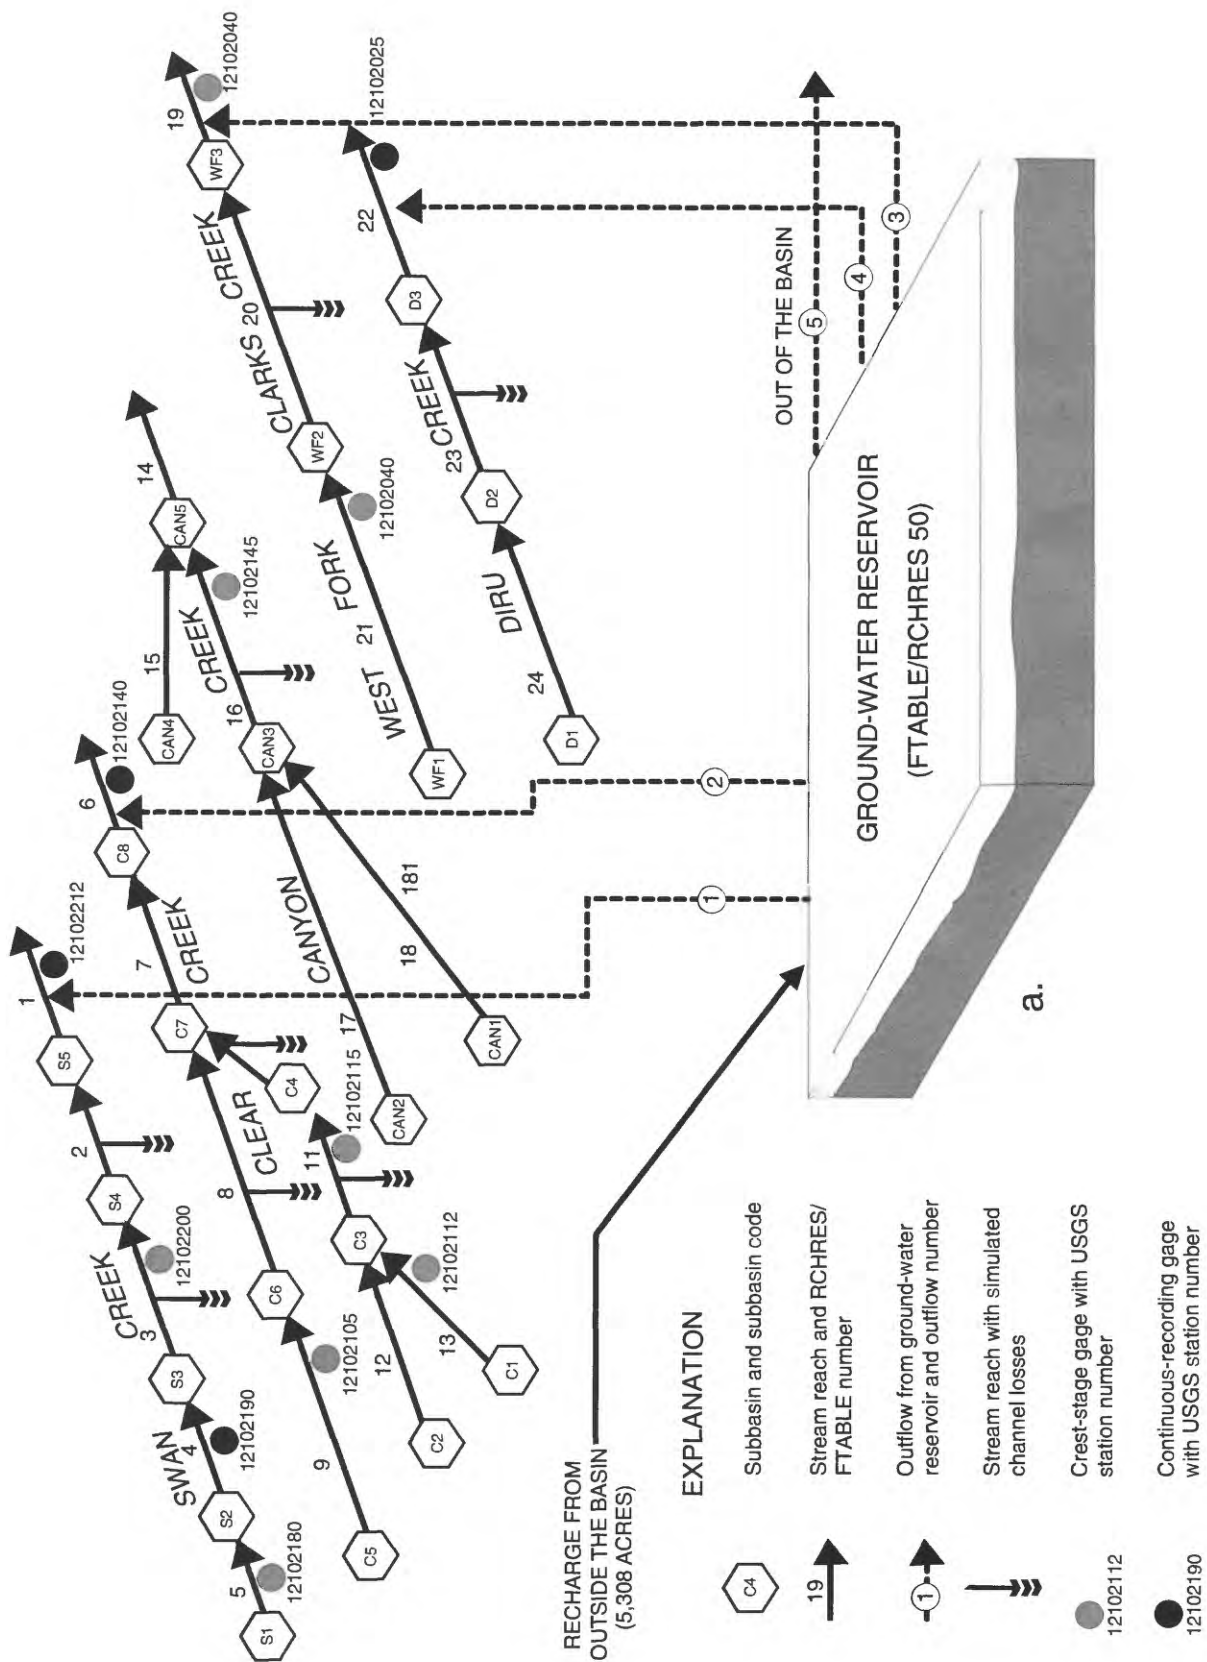 SWAN
CREEK
S1
5
12102180
S2
4
12102190
S3
3
12102200
S4
2
S5
1
12102212
CLEAR
CREEK
C5
9
12102105
C6
8
C4
C7
7
C8
6
12102140
C2
12
C1
13
12102112
C3
11
12102115
CANYON
CREEK
CAN2
17
CAN1
18
181
CAN3
16
12102145
CAN4
15
CAN5
14
WEST
FORK
CLARKS
CREEK
WF1
21
12102040
WF2
20
WF3
19
12102040
DIRU
CREEK
D1
24
D2
23
D3
22
12102025
1
2
3
4
5
OUT OF THE BASIN
RECHARGE FROM
OUTSIDE THE BASIN
(5,308 ACRES)
GROUND-WATER RESERVOIR
(FTABLE/RCHRES 50)
a.
EXPLANATION
C4
Subbasin and subbasin code
19
Stream reach and RCHRES/
FTABLE number
1
Outflow from ground-water
reservoir and outflow number
Stream reach with simulated
channel losses
12102112
Crest-stage gage with USGS
station number
12102190
Continuous-recording gage
with USGS station number